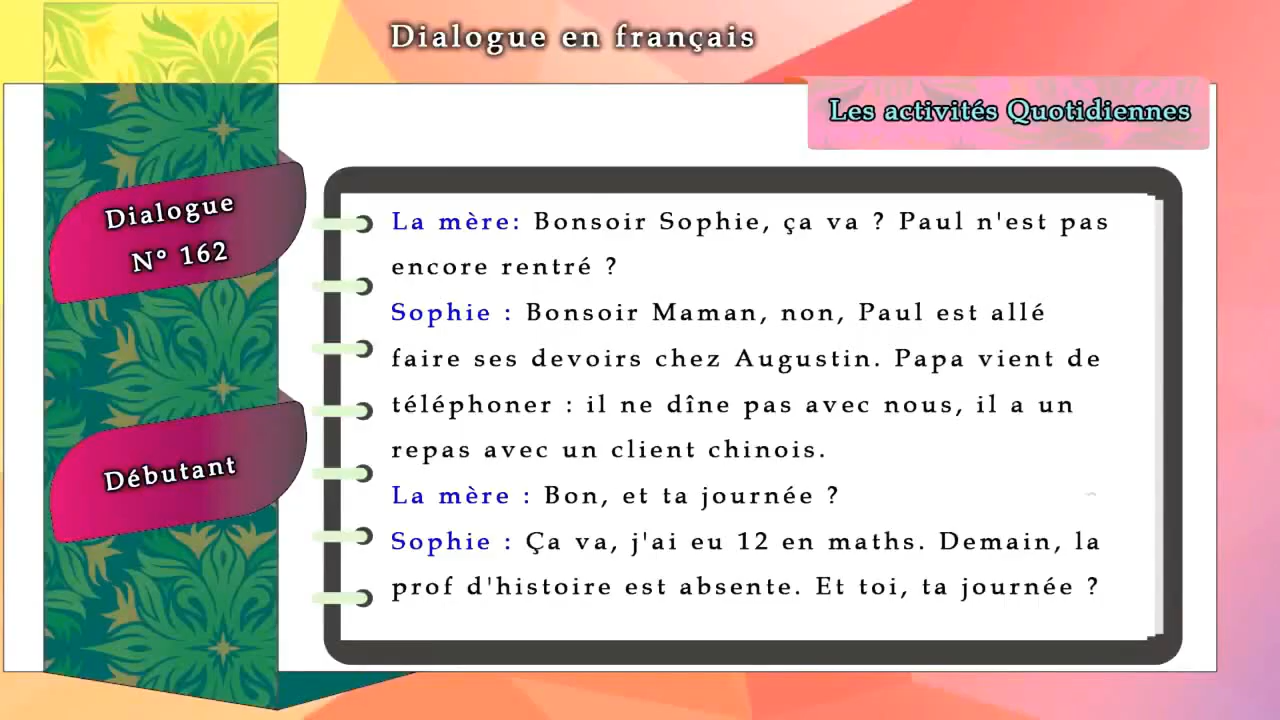 Dialogue en français
Les activités Quotidiennes
Dialogue
N° 162
Débutant
La mère: Bonsoir Sophie, ça va ? Paul n'est pas
encore rentré ?
Sophie : Bonsoir Maman, non, Paul est allé
faire ses devoirs chez Augustin. Papa vient de
téléphoner : il ne dîne pas avec nous, il a un
repas avec un client chinois.
La mère : Bon, et ta journée ?
Sophie : Ça va, j'ai eu 12 en maths. Demain, la
prof d'histoire est absente. Et toi, ta journée ?